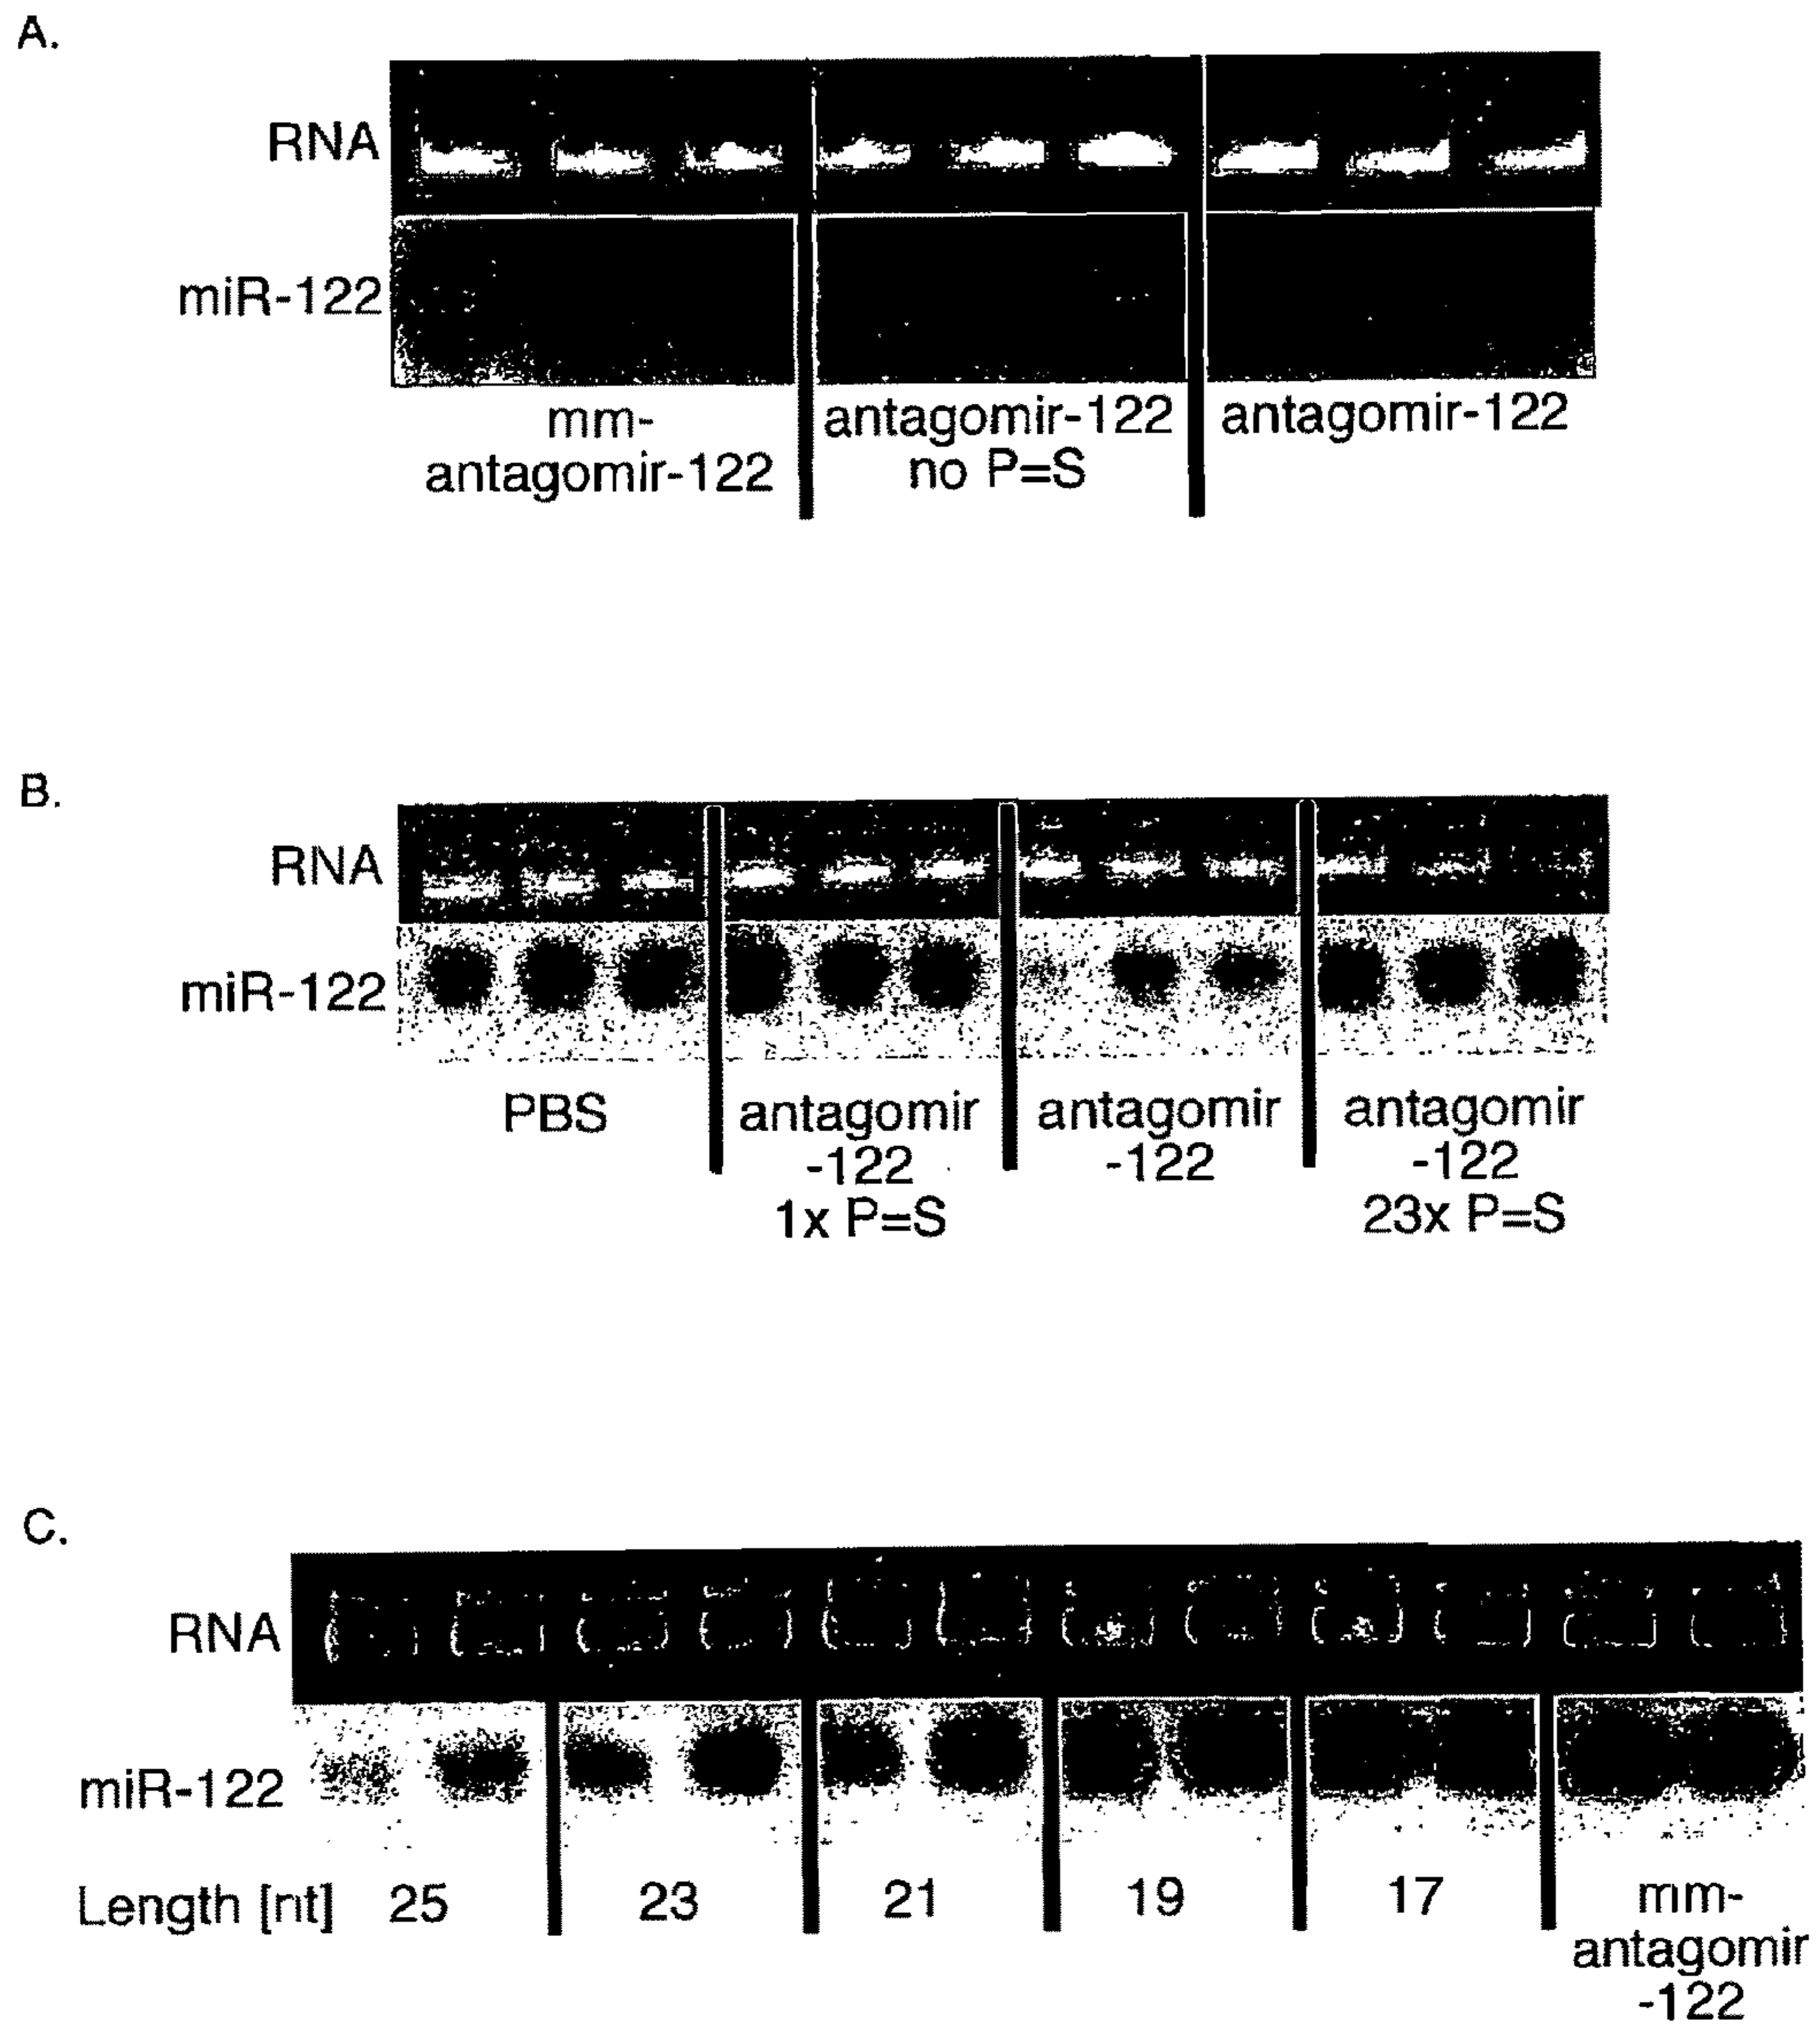 A.
RNA
miR-122
mm-
antagomir-122
antagomir-122
no P=S
antagomir-122
B.
RNA
miR-122
PBS
antagomir
-122
1x P=S
antagomir
-122
antagomir
-122
23x P=S
C.
RNA
miR-122
Length [nt]
25
23
21
19
17
mm-
antagomir
-122